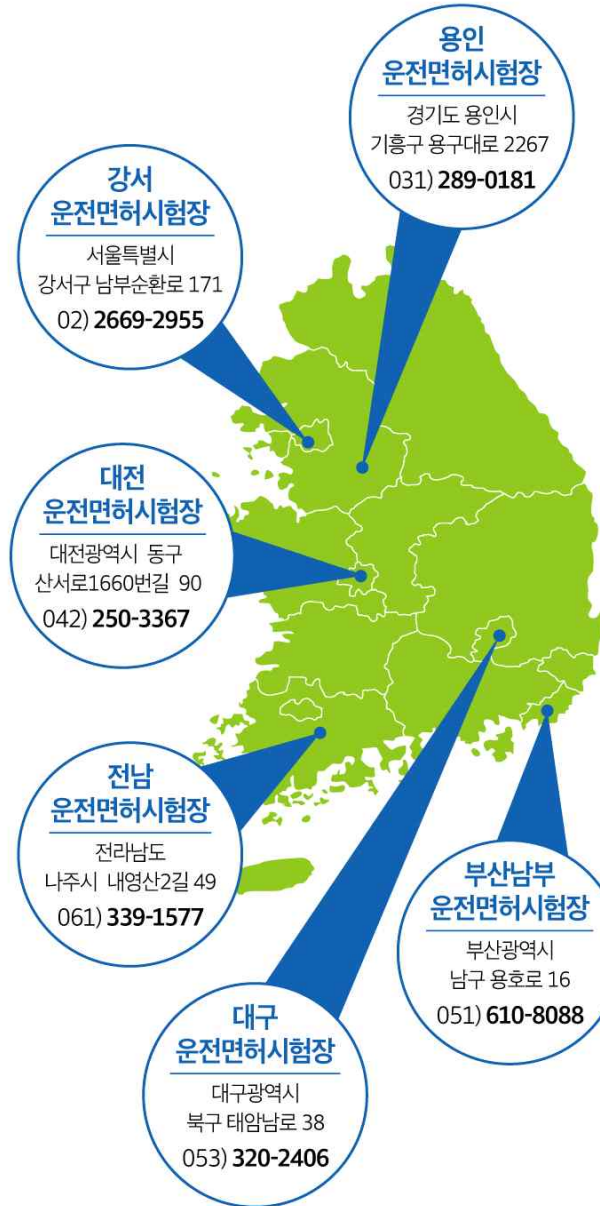 용인
운전면허시험장
경기도 용인시
기흥구 용구대로 2267
031) 289-0181
강서
운전면허시험장
서울특별시
강서구 남부순환로 171
02) 2669-2955
대전
운전면허시험장
대전광역시 동구
산서로1660번길 90
042) 250-3367
전남
운전면허시험장
전라남도
나주시 내영산2길 49
061) 339-1577
부산남부
운전면허시험장
부산광역시
남구 용호로 16
051) 610-8088
대구
운전면허시험장
대구광역시
북구 태암남로 38
053) 320-2406